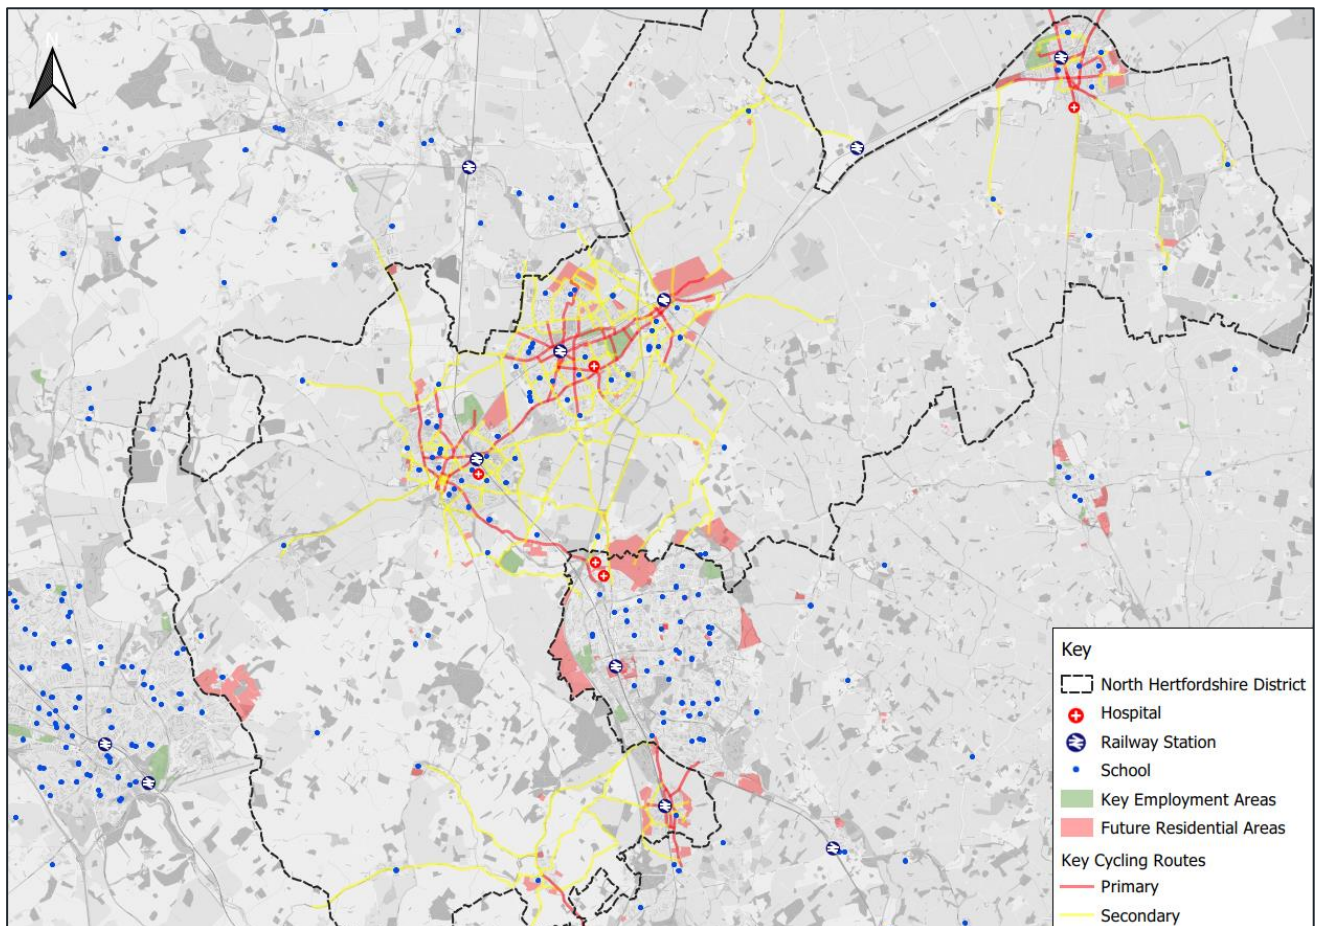 N
Key
North Hertfordshire District
Hospital
Railway Station
School
Key Employment Areas
Future Residential Areas
Key Cycling Routes
Primary
Secondary